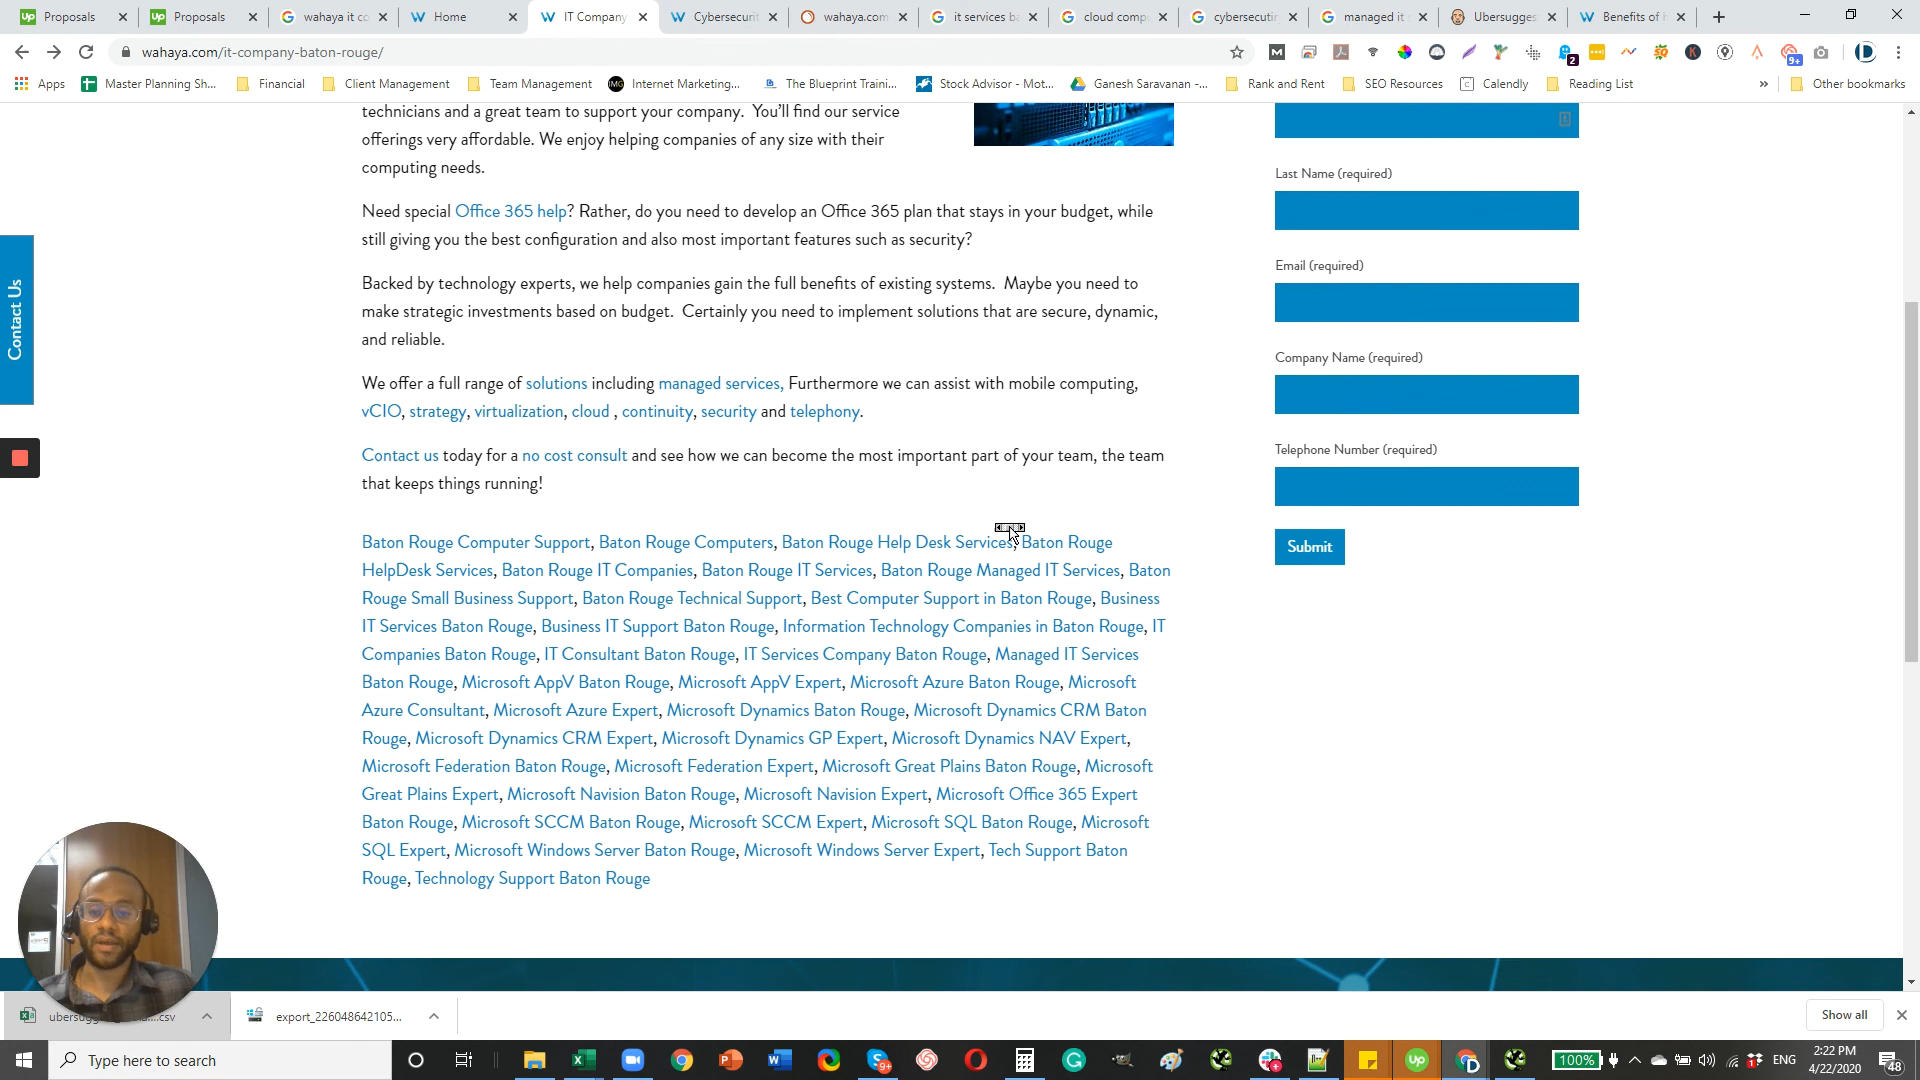 Proposals
Proposals
wahaya it co
Home
IT Company
Cybersecurit
wahaya.com
it services ba
cloud comp
cybersecutir
managed it
Ubersugges
Benefits of
wahaya.com/it-company-baton-rouge/
Apps
Master Planning Sh...
Financial
Client Management
Team Management
Internet Marketing...
The Blueprint Traini...
Stock Advisor - Mot...
Ganesh Saravanan -...
Rank and Rent
SEO Resources
Calendly
Reading List
Other bookmarks
technicians and a great team to support your company. You'll find our service
offerings very affordable. We enjoy helping companies of any size with their
computing needs.
Need special Office 365 help? Rather, do you need to develop an Office 365 plan that stays in your budget, while
still giving you the best configuration and also most important features such as security?
Backed by technology experts, we help companies gain the full benefits of existing systems. Maybe you need to
make strategic investments based on budget. Certainly you need to implement solutions that are secure, dynamic,
and reliable.
We offer a full range of solutions including managed services, Furthermore we can assist with mobile computing,
vCIO, strategy, virtualization, cloud , continuity, security and telephony.
Contact us today for a no cost consult and see how we can become the most important part of your team, the team
that keeps things running!
Baton Rouge Computer Support, Baton Rouge Computers, Baton Rouge Help Desk Services, Baton Rouge
HelpDesk Services, Baton Rouge IT Companies, Baton Rouge IT Services, Baton Rouge Managed IT Services, Baton
Rouge Small Business Support, Baton Rouge Technical Support, Best Computer Support in Baton Rouge, Business
IT Services Baton Rouge, Business IT Support Baton Rouge, Information Technology Companies in Baton Rouge, IT
Companies Baton Rouge, IT Consultant Baton Rouge, IT Services Company Baton Rouge, Managed IT Services
Baton Rouge, Microsoft AppV Baton Rouge, Microsoft AppV Expert, Microsoft Azure Baton Rouge, Microsoft
Azure Consultant, Microsoft Azure Expert, Microsoft Dynamics Baton Rouge, Microsoft Dynamics CRM Baton
Rouge, Microsoft Dynamics CRM Expert, Microsoft Dynamics GP Expert, Microsoft Dynamics NAV Expert,
Microsoft Federation Baton Rouge, Microsoft Federation Expert, Microsoft Great Plains Baton Rouge, Microsoft
Great Plains Expert, Microsoft Navision Baton Rouge, Microsoft Navision Expert, Microsoft Office 365 Expert
Baton Rouge, Microsoft SCCM Baton Rouge, Microsoft SCCM Expert, Microsoft SQL Baton Rouge, Microsoft
SQL Expert, Microsoft Windows Server Baton Rouge, Microsoft Windows Server Expert, Tech Support Baton
Rouge, Technology Support Baton Rouge
Contact Us
Last Name (required)
Email (required)
Company Name (required)
Telephone Number (required)
Submit
export_226048642105...
Show all
Type here to search
100%
ENG
2:22 PM
4/22/2020
48